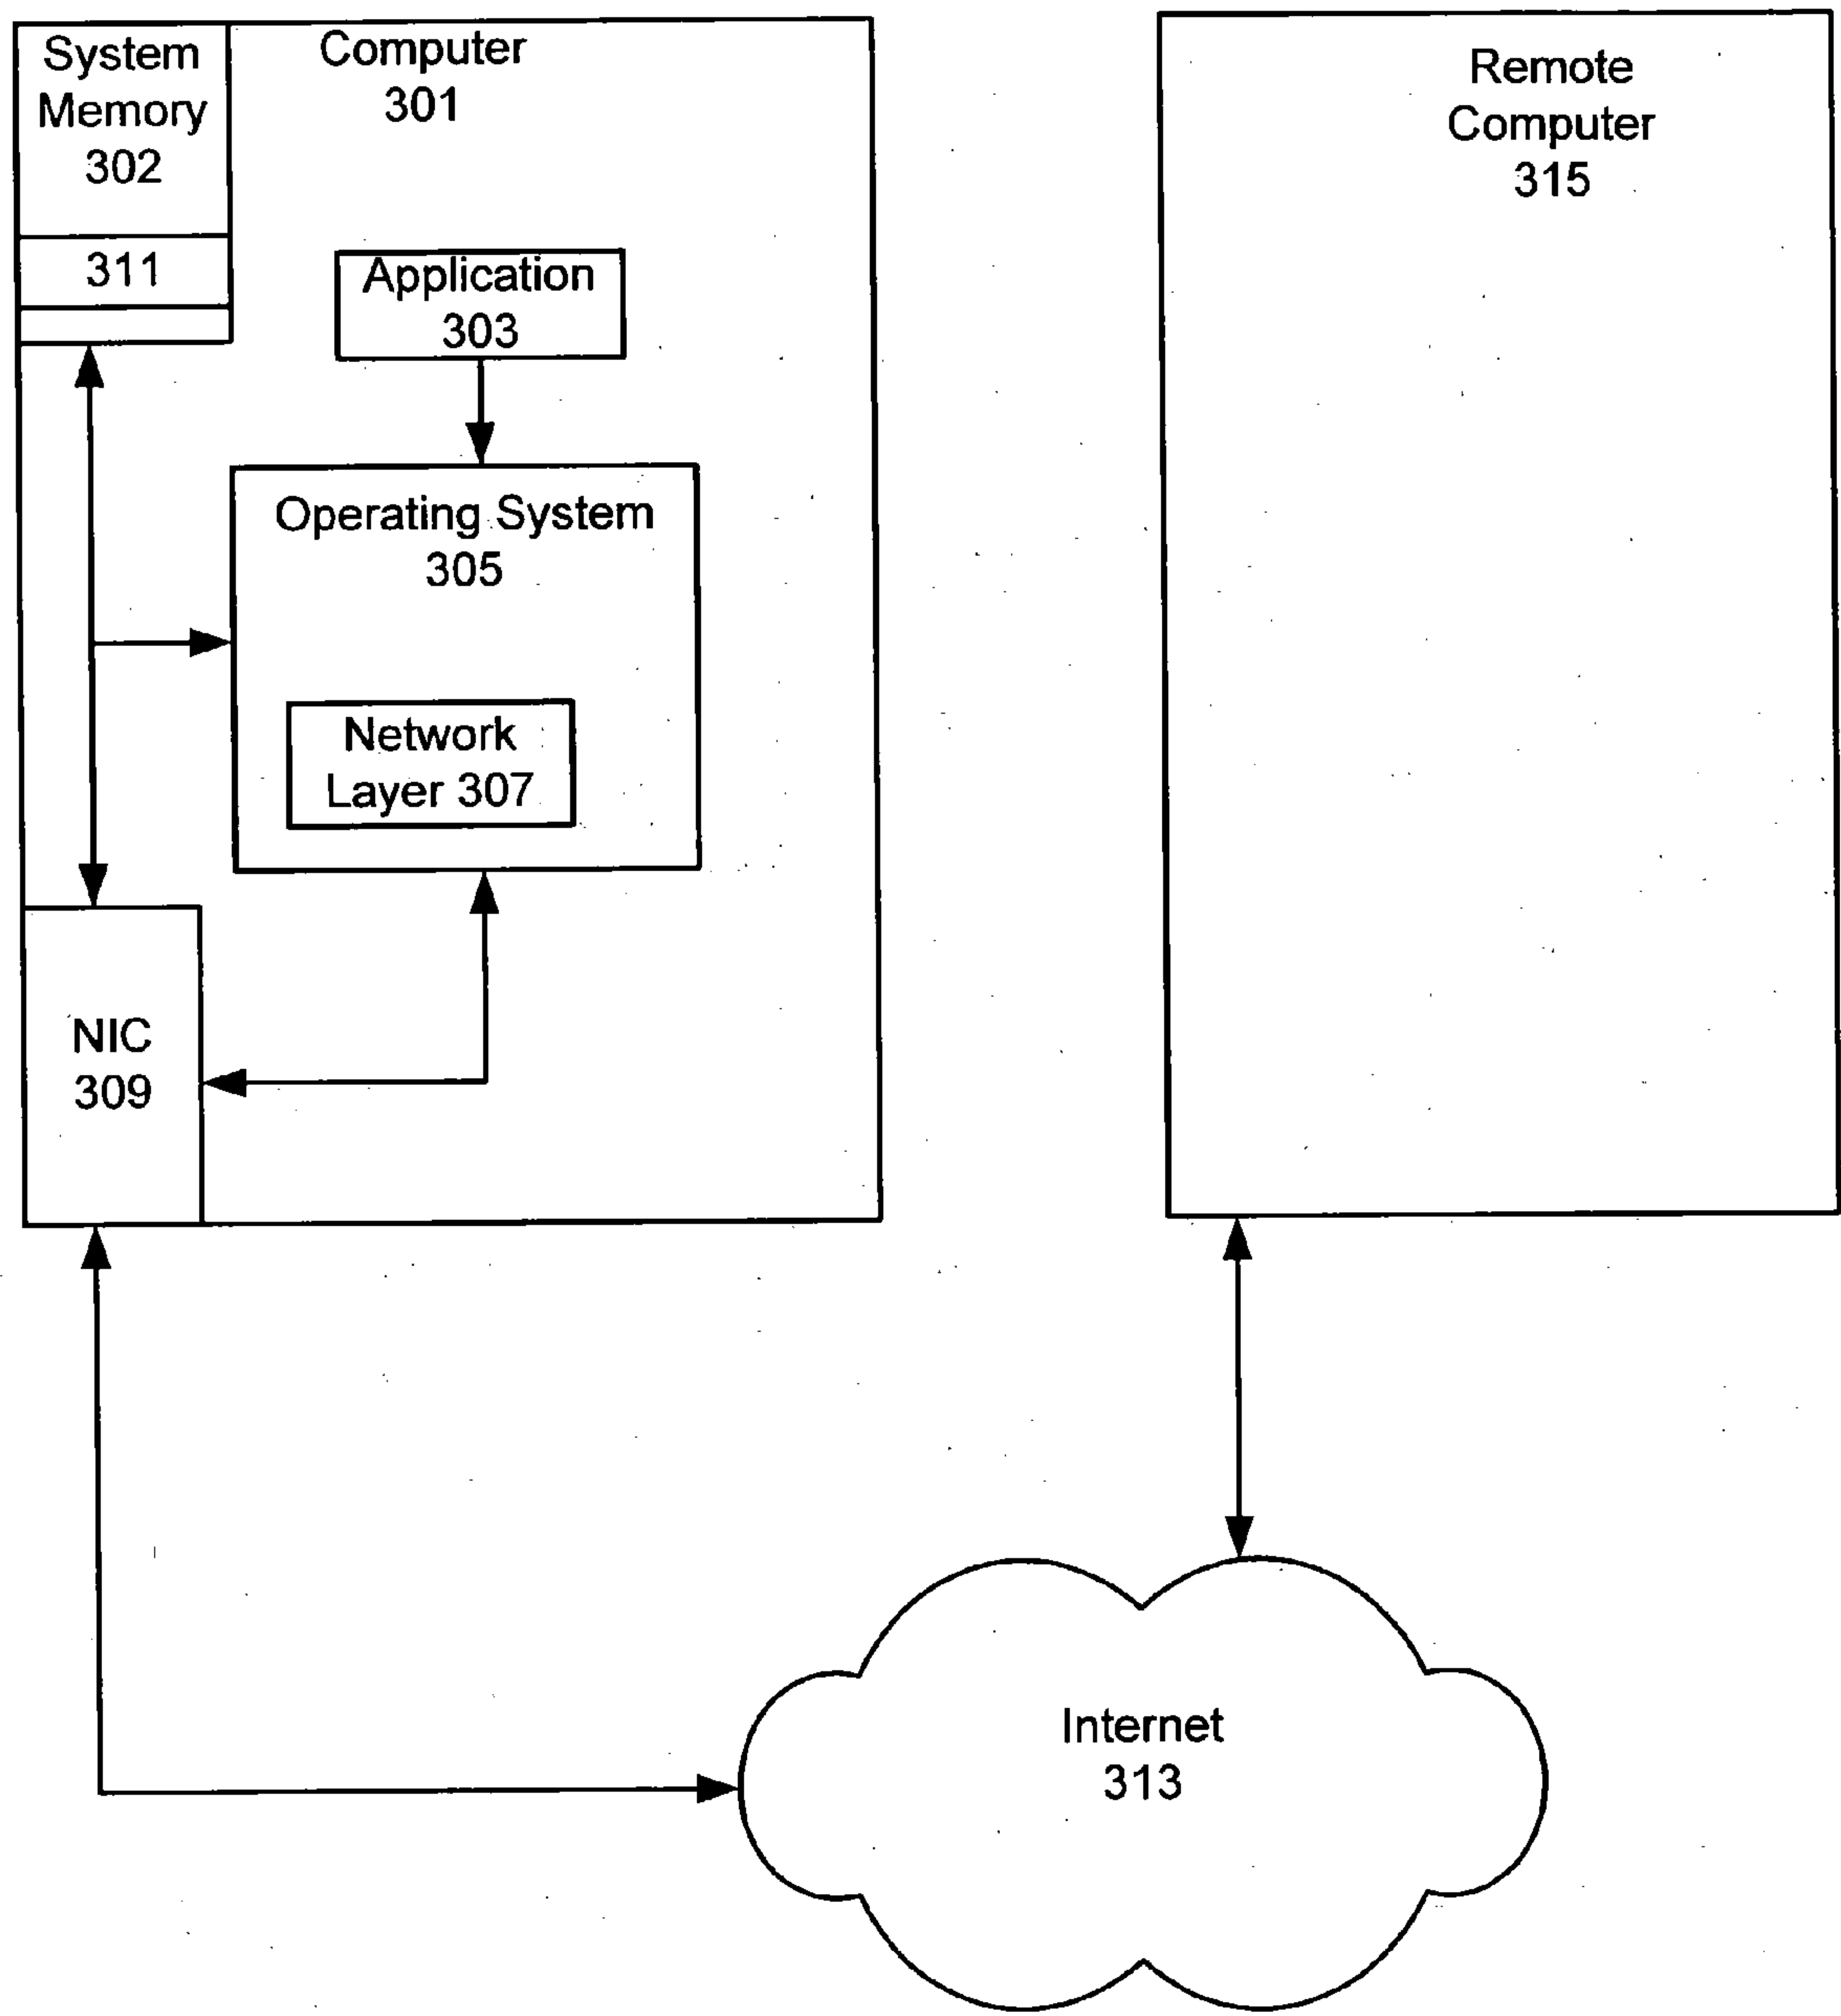 System
Memory
302
311
Computer
301
Application
303
Operating System
305
Network
Layer 307
NIC
309
Remote
Computer
315
Internet
313